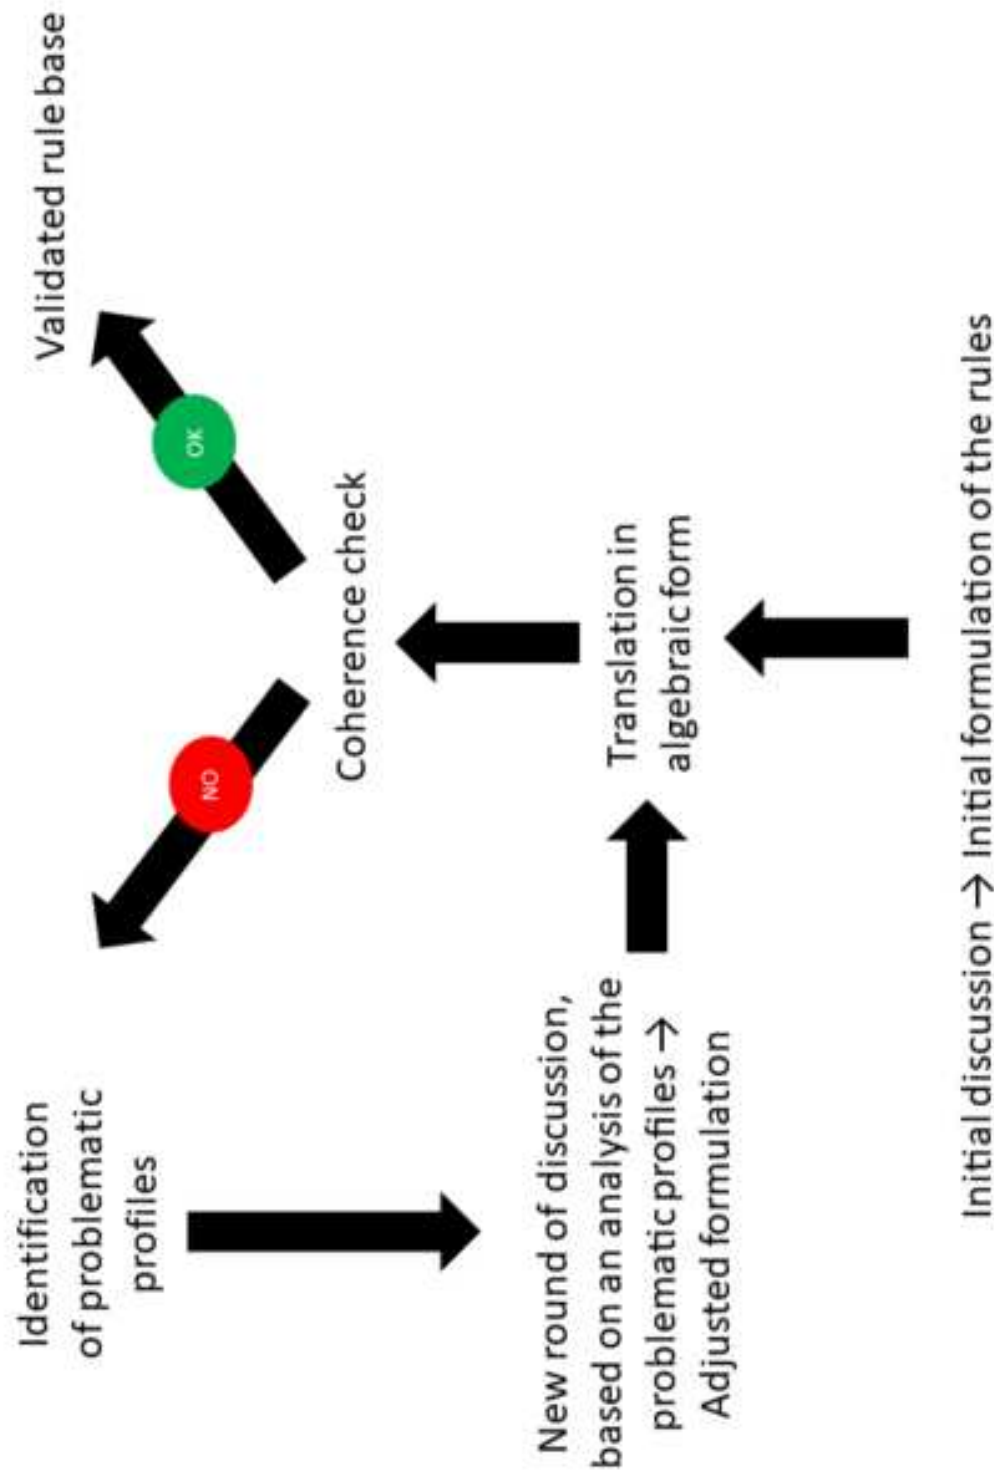 Identification
of problematic
profiles
Validated rule base
NO
OK
Coherence check
New round of discussion,
based on an analysis of the
problematic profiles →
Adjusted formulation
Translation in
algebraic form
Initial discussion → Initial formulation of the rules